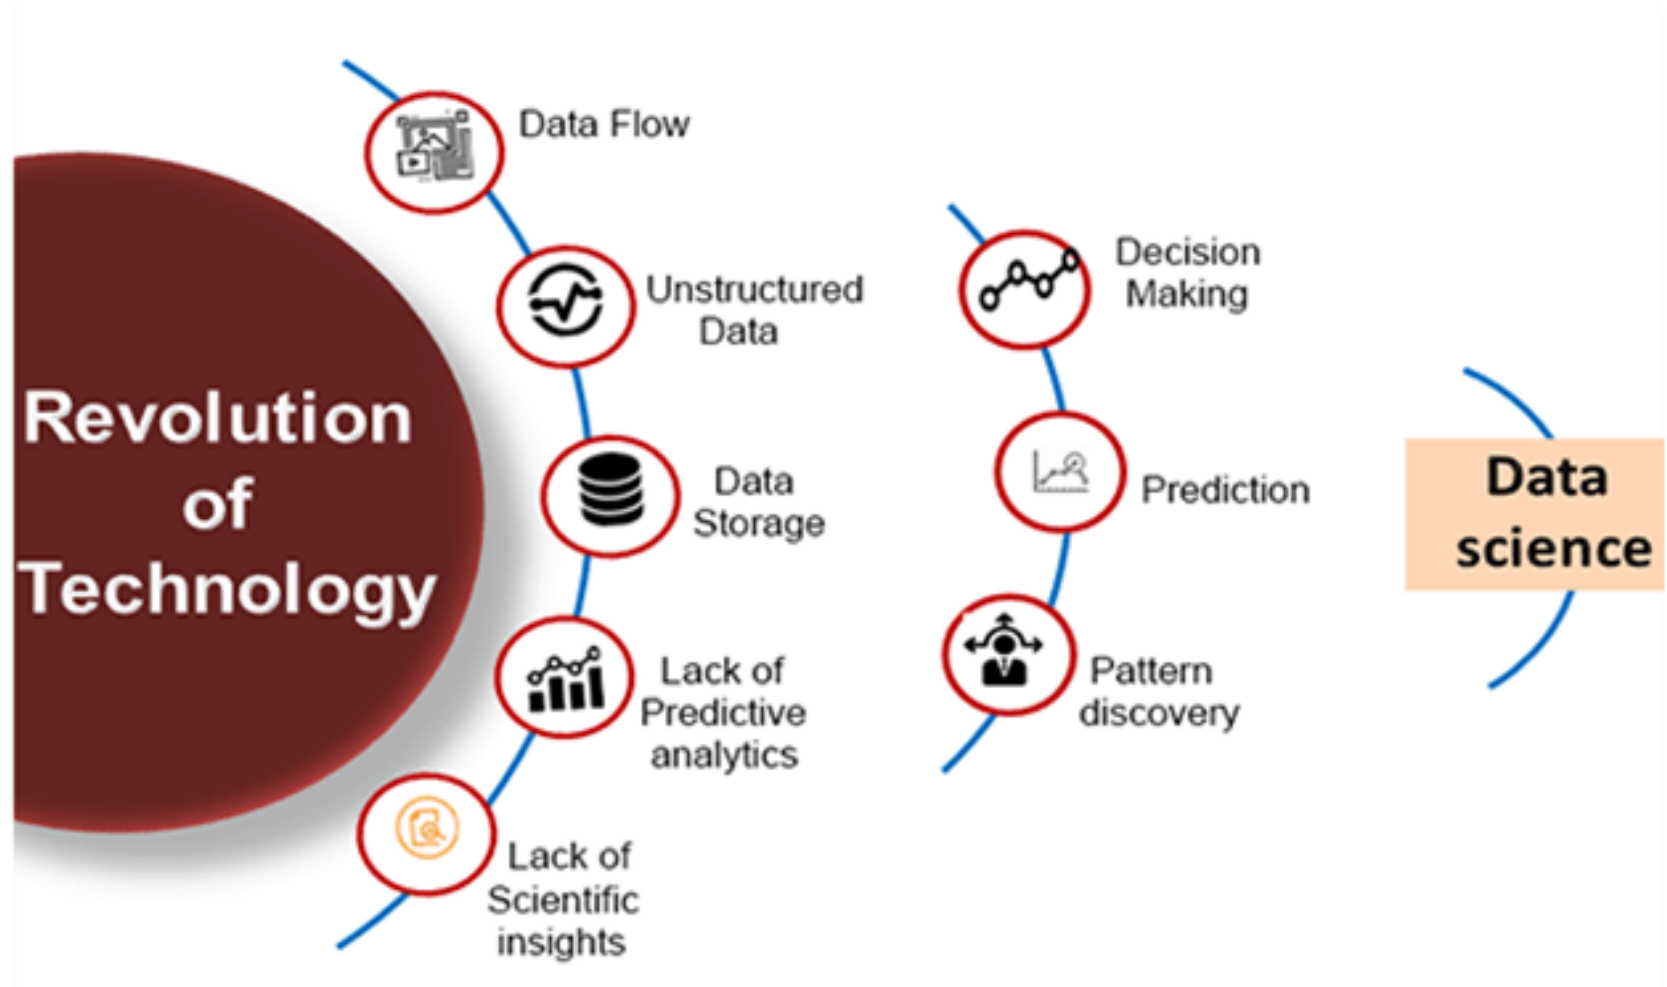 Revolution
of
Technology
Data Flow
Unstructured
Data
Data
Storage
Lack of
Predictive
analytics
Lack of
Scientific
insights
Decision
Making
Prediction
Pattern
discovery
Data
science